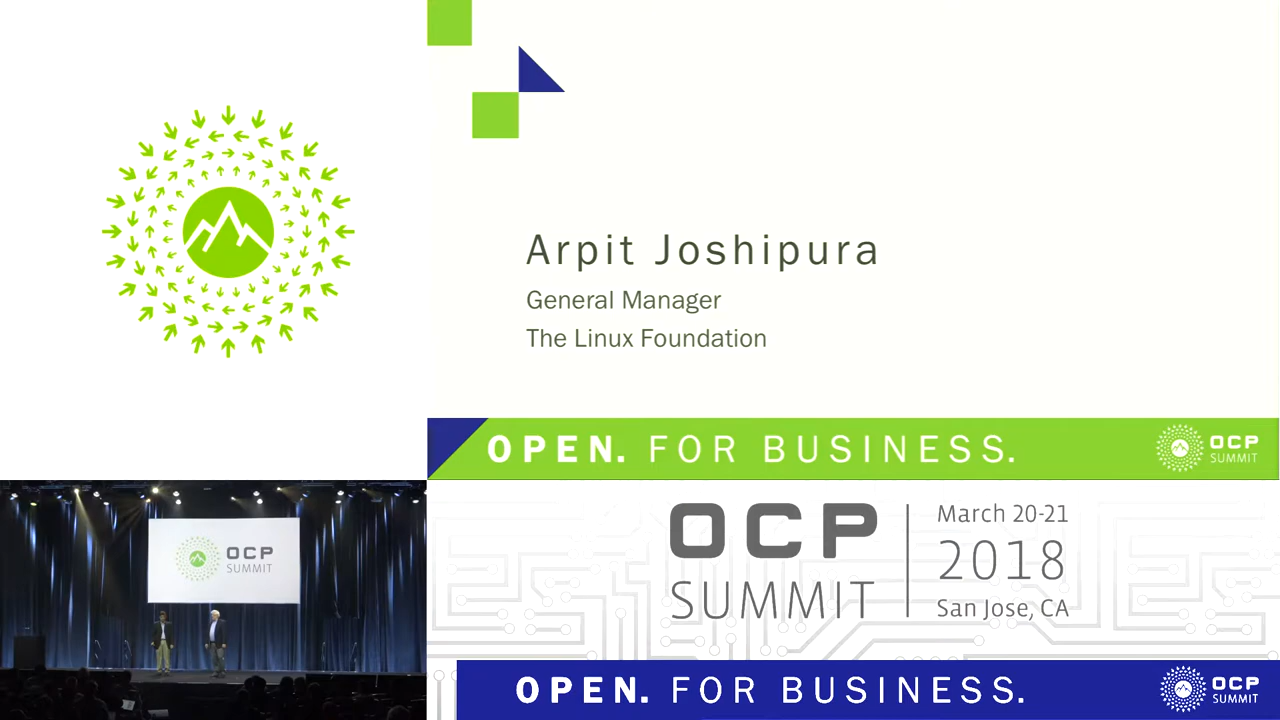 Arpit Joshipura
General Manager
The Linux Foundation
OPEN. FOR BUSINESS.
OCP
SUMMIT
OCP
SUMMIT
OCP
SUMMIT
March 20-21
2018
San Jose, CA
OPEN. FOR BUSINESS.
OCP
SUMMIT